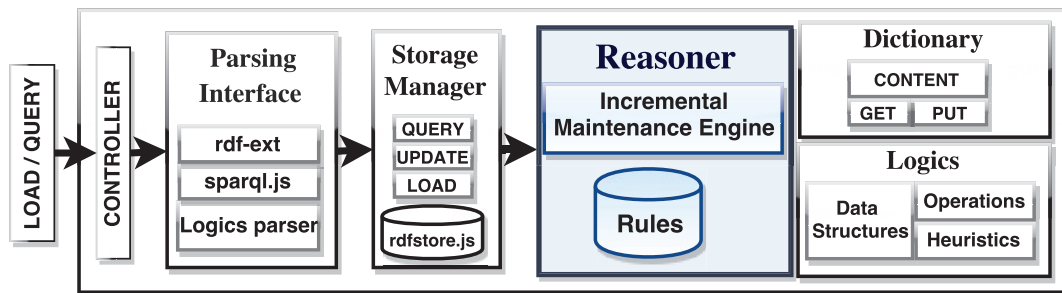 LOAD / QUERY
CONTROLLER
Parsing
Interface
rdf-ext
sparql.js
Logics parser
Storage
Manager
QUERY
UPDATE
LOAD
rdfstore.js
Reasoner
Incremental
Maintenance Engine
Rules
Dictionary
CONTENT
GET PUT
Logics
Data
Structures
Operations
Heuristics